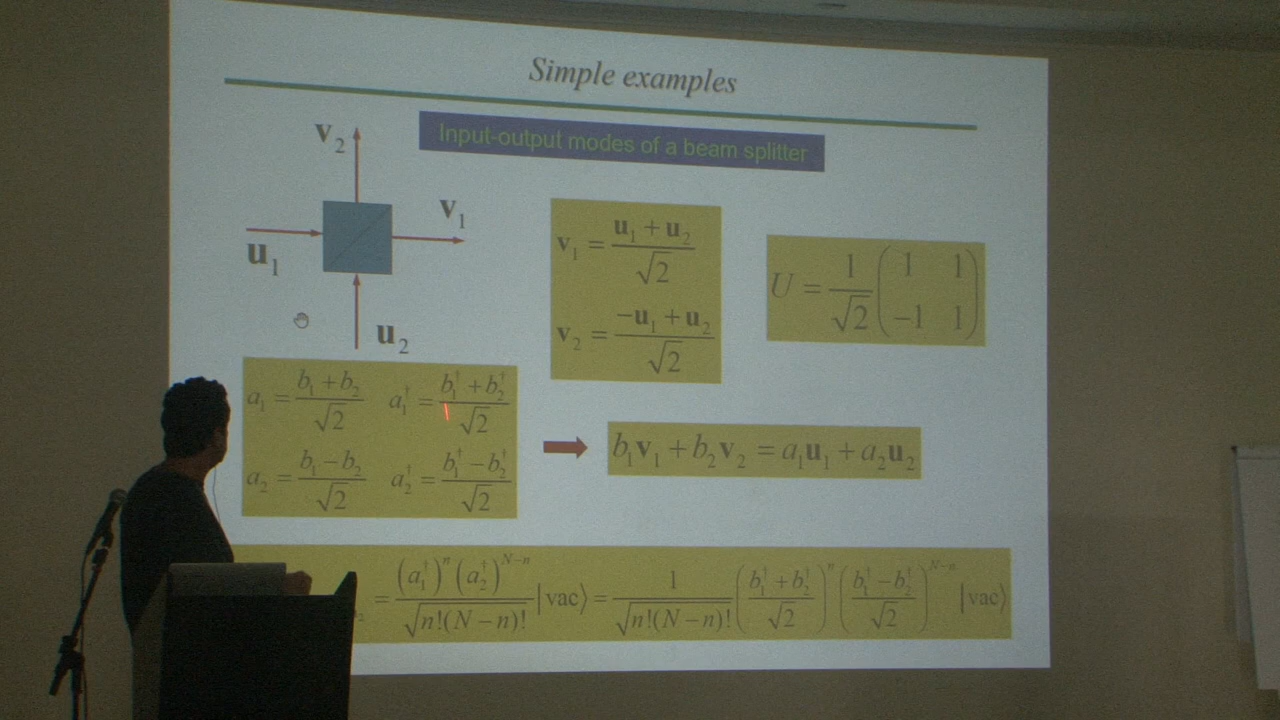 Simple examples
Input-output modes of a beam splitter
v₂
v₁
u₁
u₂
v₁ = (u₁ + u₂)/√2
v₂ = (−u₁ + u₂)/√2
U = 1/√2 (1 1; −1 1)
a₁ = (b₁ + b₂)/√2 a₁† = (b₁† + b₂†)/√2
a₂ = (b₁ − b₂)/√2 a₂† = (b₁† − b₂†)/√2
b₁v₁ + b₂v₂ = a₁u₁ + a₂u₂
= (a₁†)ⁿ (a₂†)ᴺ⁻ⁿ/√n!(N−n)! |vac⟩ = 1/√n!(N−n)! ((b₁† + b₂†)/√2)ⁿ ((b₁† − b₂†)/√2)ᴺ⁻ⁿ |vac⟩